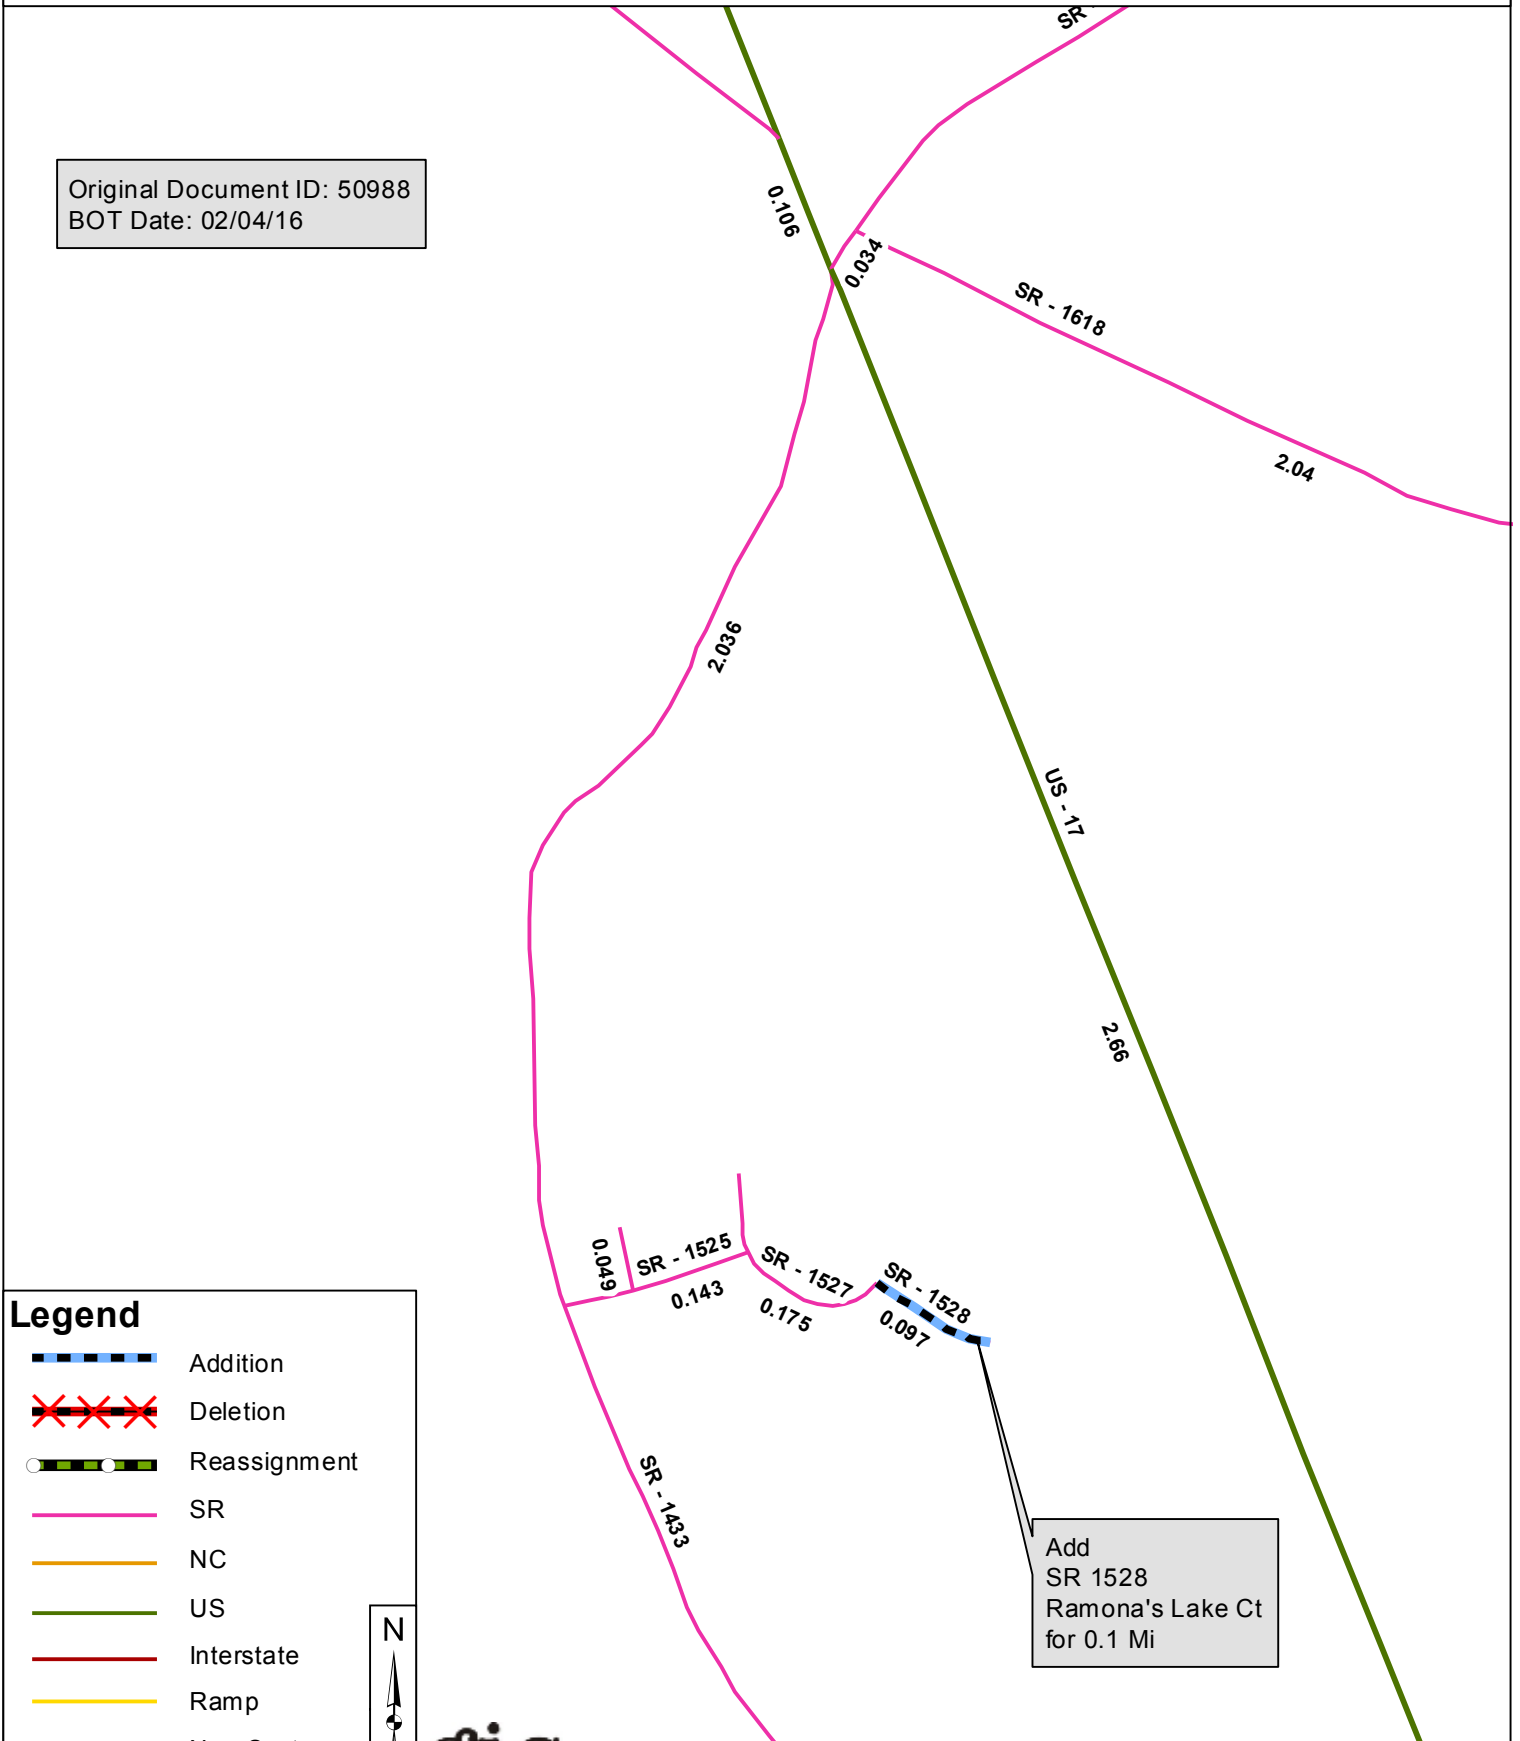 SR
Original Document ID: 50988
BOT Date: 02/04/16
0.106
0.034
SR - 1618
2.04
2.036
US - 17
2.66
0.049
SR - 1525
0.143
SR - 1527
0.175
SR - 1528
0.097
SR - 1433
Add
SR 1528
Ramona's Lake Ct
for 0.1 Mi
Legend
Addition
Deletion
Reassignment
SR
NC
US
Interstate
Ramp
N